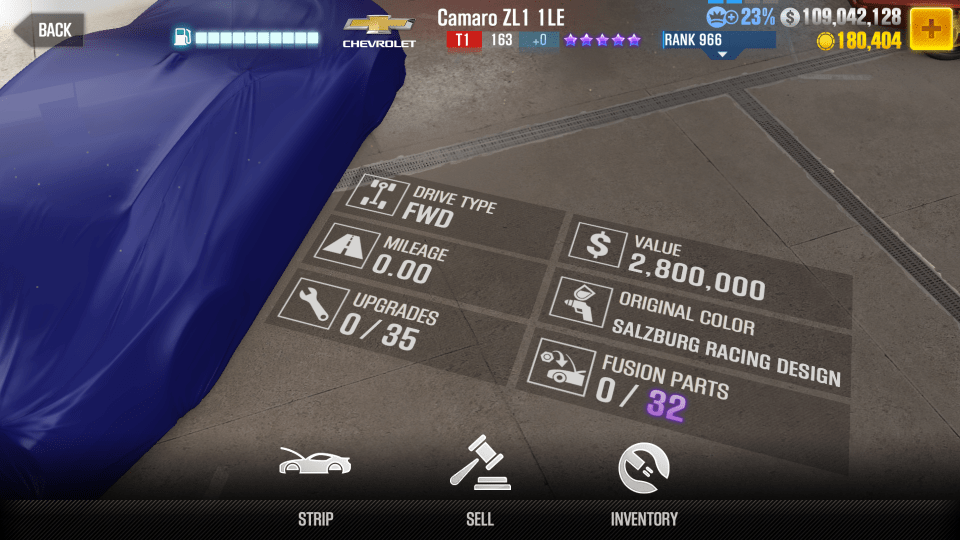 BACK
CHEVROLET
Camaro ZL1 1LE
T1 163 +0
23% $ 109,042,128
RANK 966
180,404
DRIVE TYPE
FWD
MILEAGE
0.00
UPGRADES
0 / 35
$ VALUE
2,800,000
ORIGINAL COLOR
SALZBURG RACING DESIGN
FUSION PARTS
0 / 32
STRIP
SELL
INVENTORY